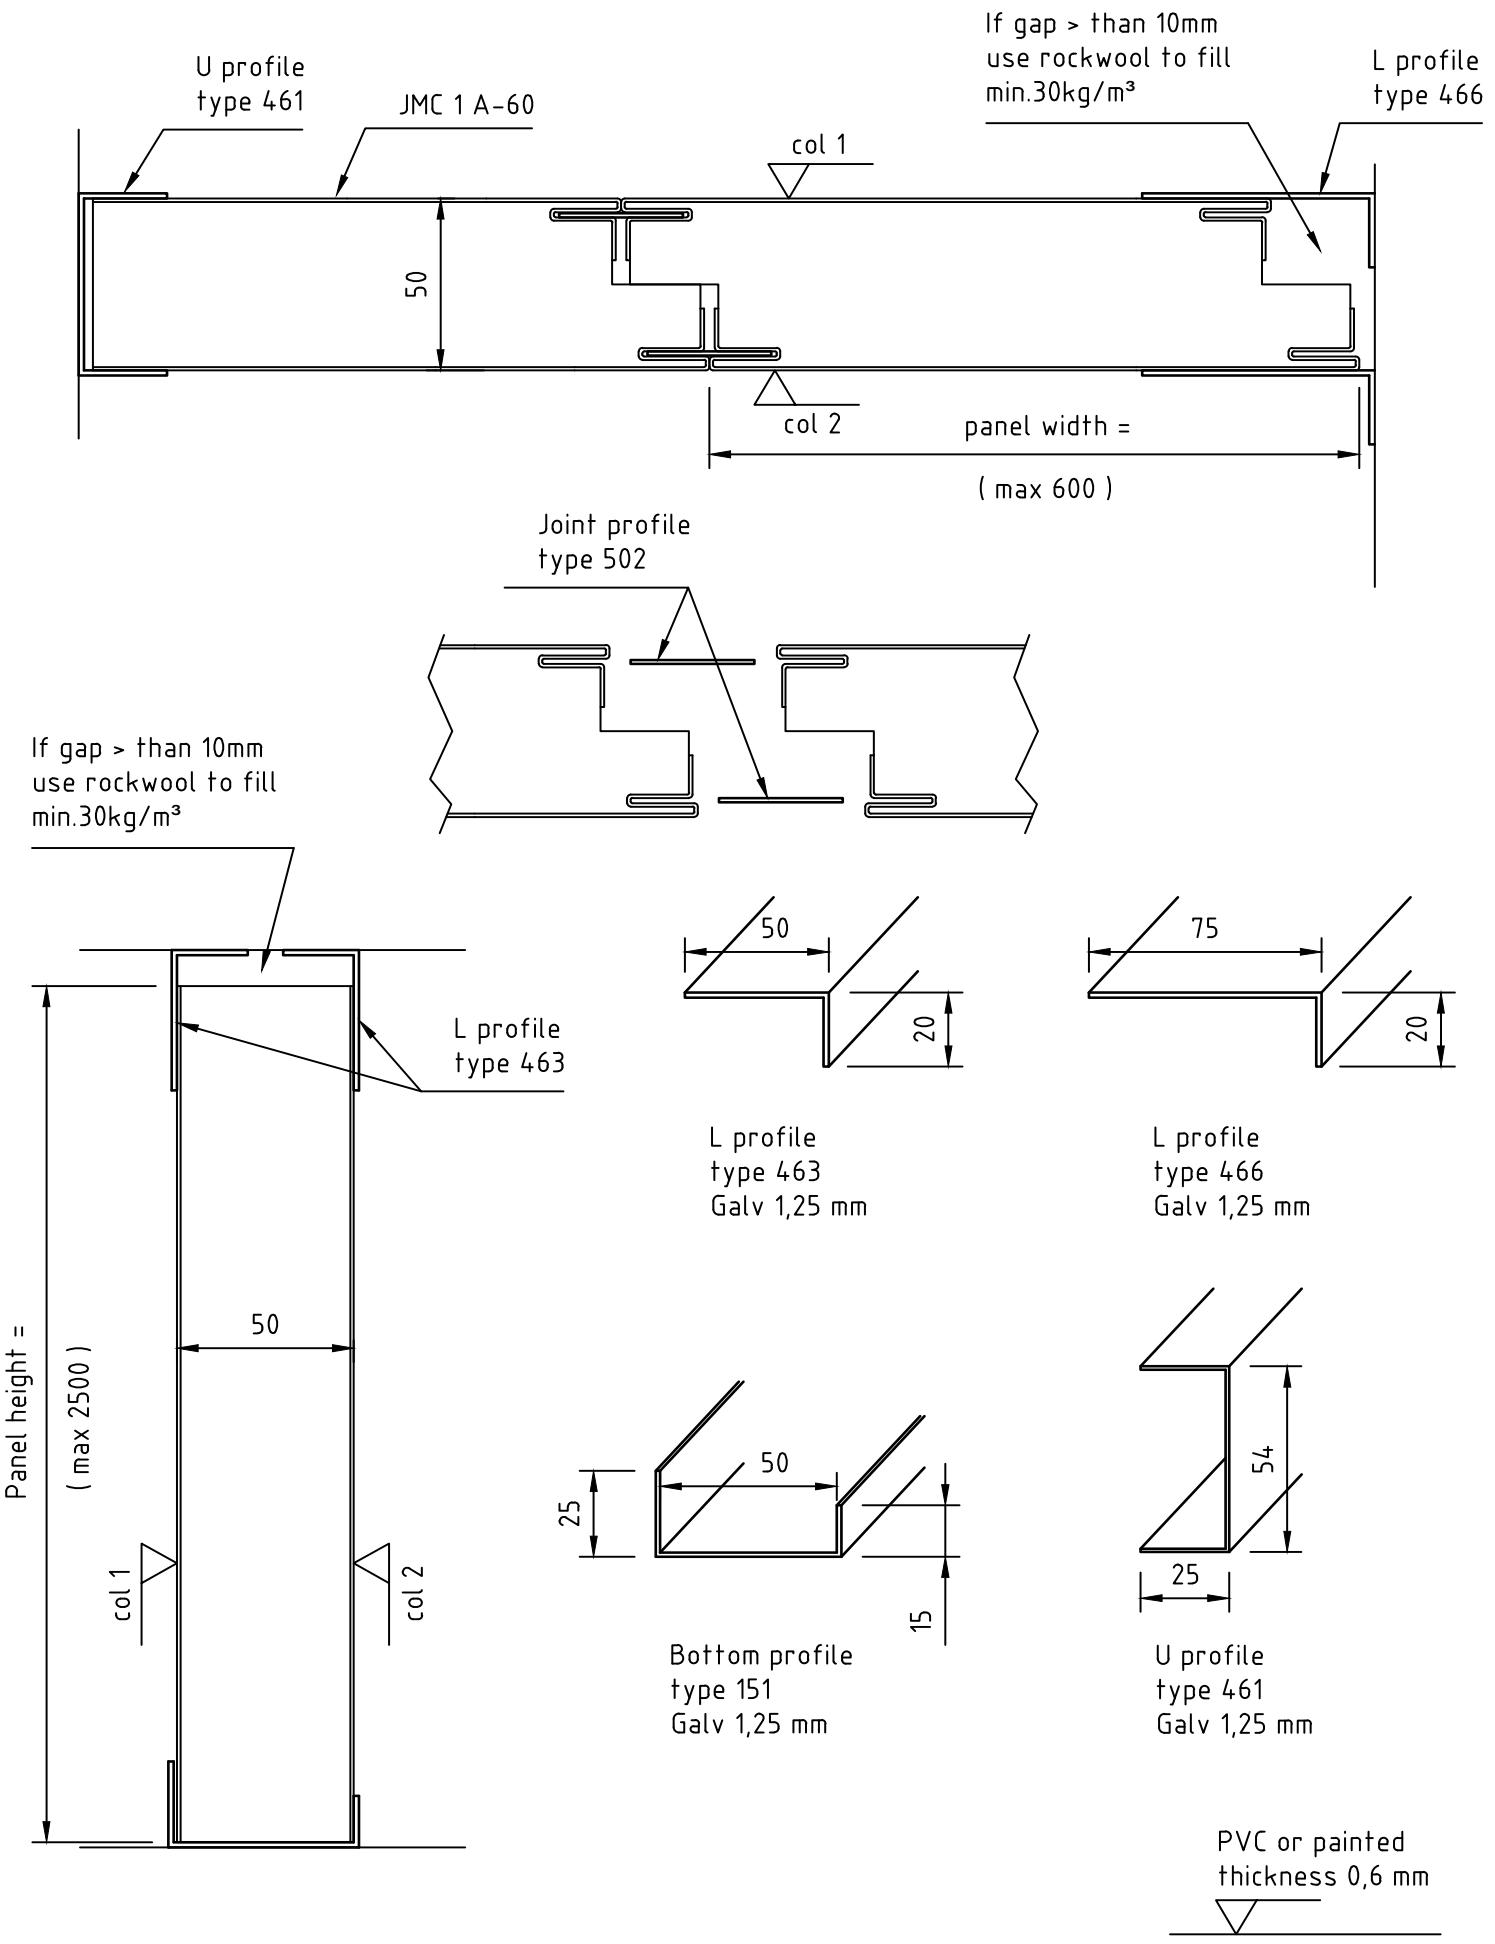 If gap > than 10mm
use rockwool to fill
min.30kg/m³
U profile
type 461
JMC 1 A-60
L profile
type 466
col 1
50
col 2
panel width =
( max 600 )
Joint profile
type 502
If gap > than 10mm
use rockwool to fill
min.30kg/m³
L profile
type 463
50
20
75
20
L profile
type 463
Galv 1,25 mm
L profile
type 466
Galv 1,25 mm
50
Panel height =
( max 2500 )
col 1
col 2
50
25
15
54
25
Bottom profile
type 151
Galv 1,25 mm
U profile
type 461
Galv 1,25 mm
PVC or painted
thickness 0,6 mm